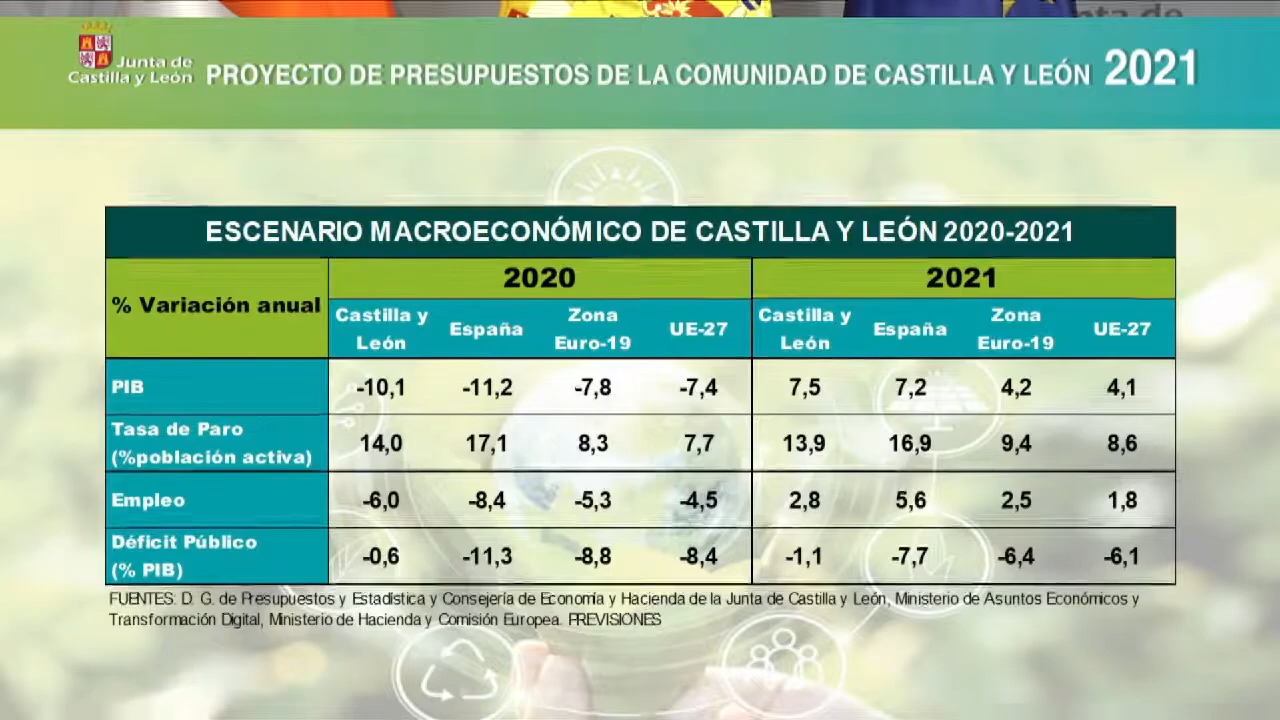 nta de
Junta de
Castilla y León
PROYECTO DE PRESUPUESTOS DE LA COMUNIDAD DE CASTILLA Y LEÓN 2021
ESCENARIO MACROECONÓMICO DE CASTILLA Y LEÓN 2020-2021
% Variación anual
2020
2021
Castilla y León España Zona Euro-19 UE-27 Castilla y León España Zona Euro-19 UE-27
PIB -10,1 -11,2 -7,8 -7,4 7,5 7,2 4,2 4,1
Tasa de Paro (%población activa) 14,0 17,1 8,3 7,7 13,9 16,9 9,4 8,6
Empleo -6,0 -8,4 -5,3 -4,5 2,8 5,6 2,5 1,8
Déficit Público (% PIB) -0,6 -11,3 -8,8 -8,4 -1,1 -7,7 -6,4 -6,1
FUENTES: D. G. de Presupuestos y Estadística y Consejería de Economía y Hacienda de la Junta de Castilla y León, Ministerio de Asuntos Económicos y
Transformación Digital, Ministerio de Hacienda y Comisión Europea. PREVISIONES